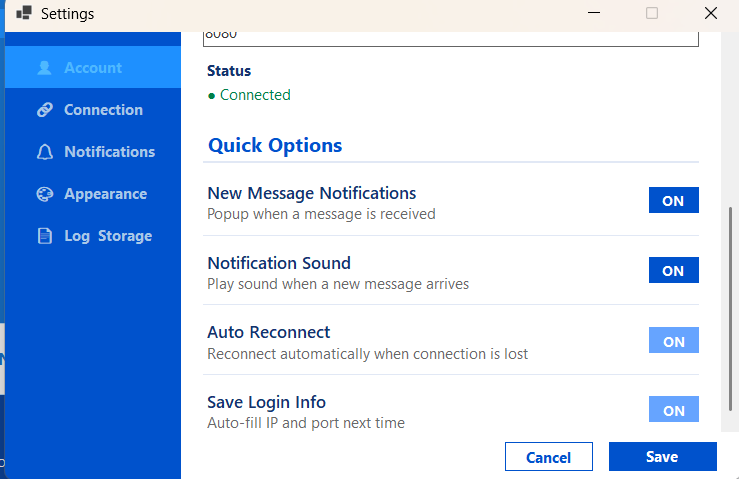 Settings
Account
Connection
Notifications
Appearance
Log Storage
8080
Status
● Connected
Quick Options
New Message Notifications
ON
Popup when a message is received
Notification Sound
ON
Play sound when a new message arrives
Auto Reconnect
ON
Reconnect automatically when connection is lost
Save Login Info
ON
Auto-fill IP and port next time
Cancel
Save